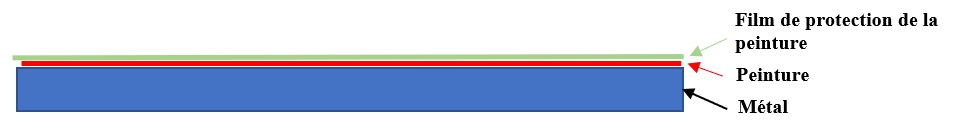 Film de protection de la
peinture
Peinture
Métal